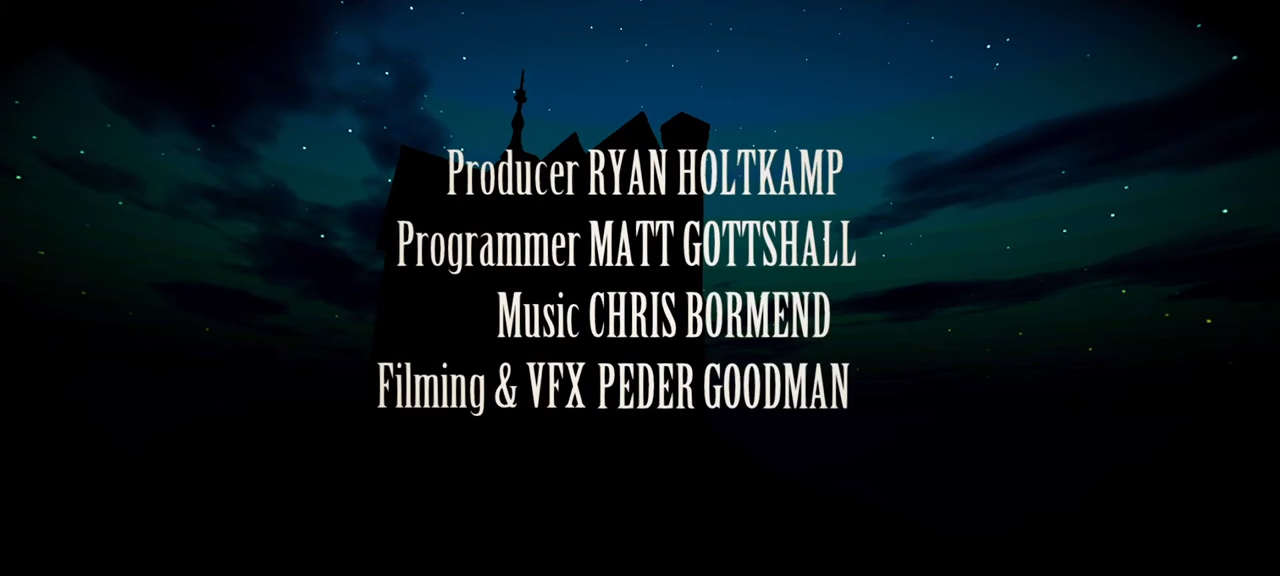 Producer RYAN HOLTKAMP
Programmer MATT GOTTSHALL
Music CHRIS BORMEND
Filming & VFX PEDER GOODMAN